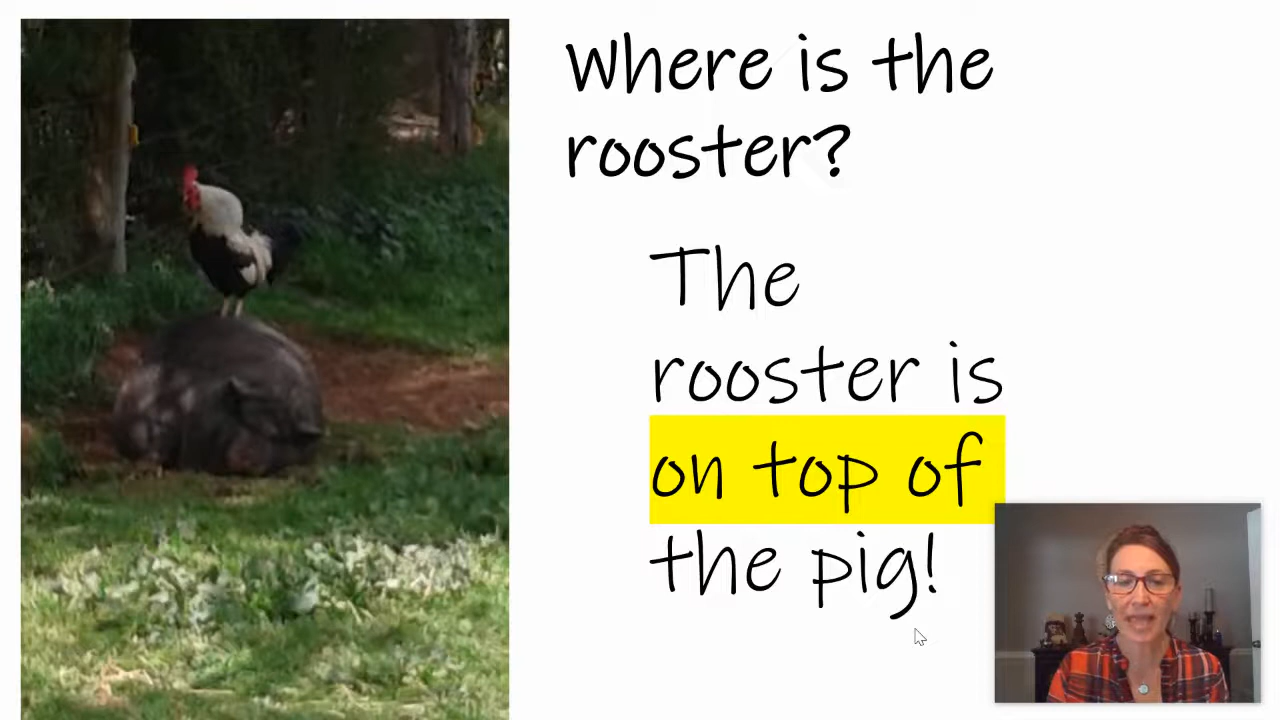 Where is the
rooster?
The
rooster is
on top of
the pig!